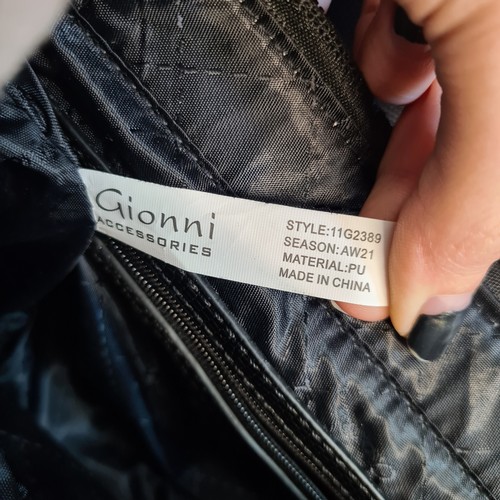 Gionni
ACCESSORIES
STYLE:11G2389
SEASON:AW21
MATERIAL:PU
MADE IN CHINA